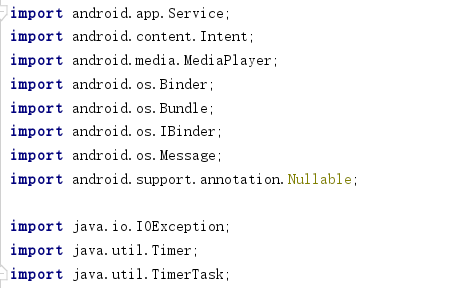 import android.app.Service;
import android.content.Intent;
import android.media.MediaPlayer;
import android.os.Binder;
import android.os.Bundle;
import android.os.IBinder;
import android.os.Message;
import android.support.annotation.Nullable;
import java.io.IOException;
import java.util.Timer;
import java.util.TimerTask;